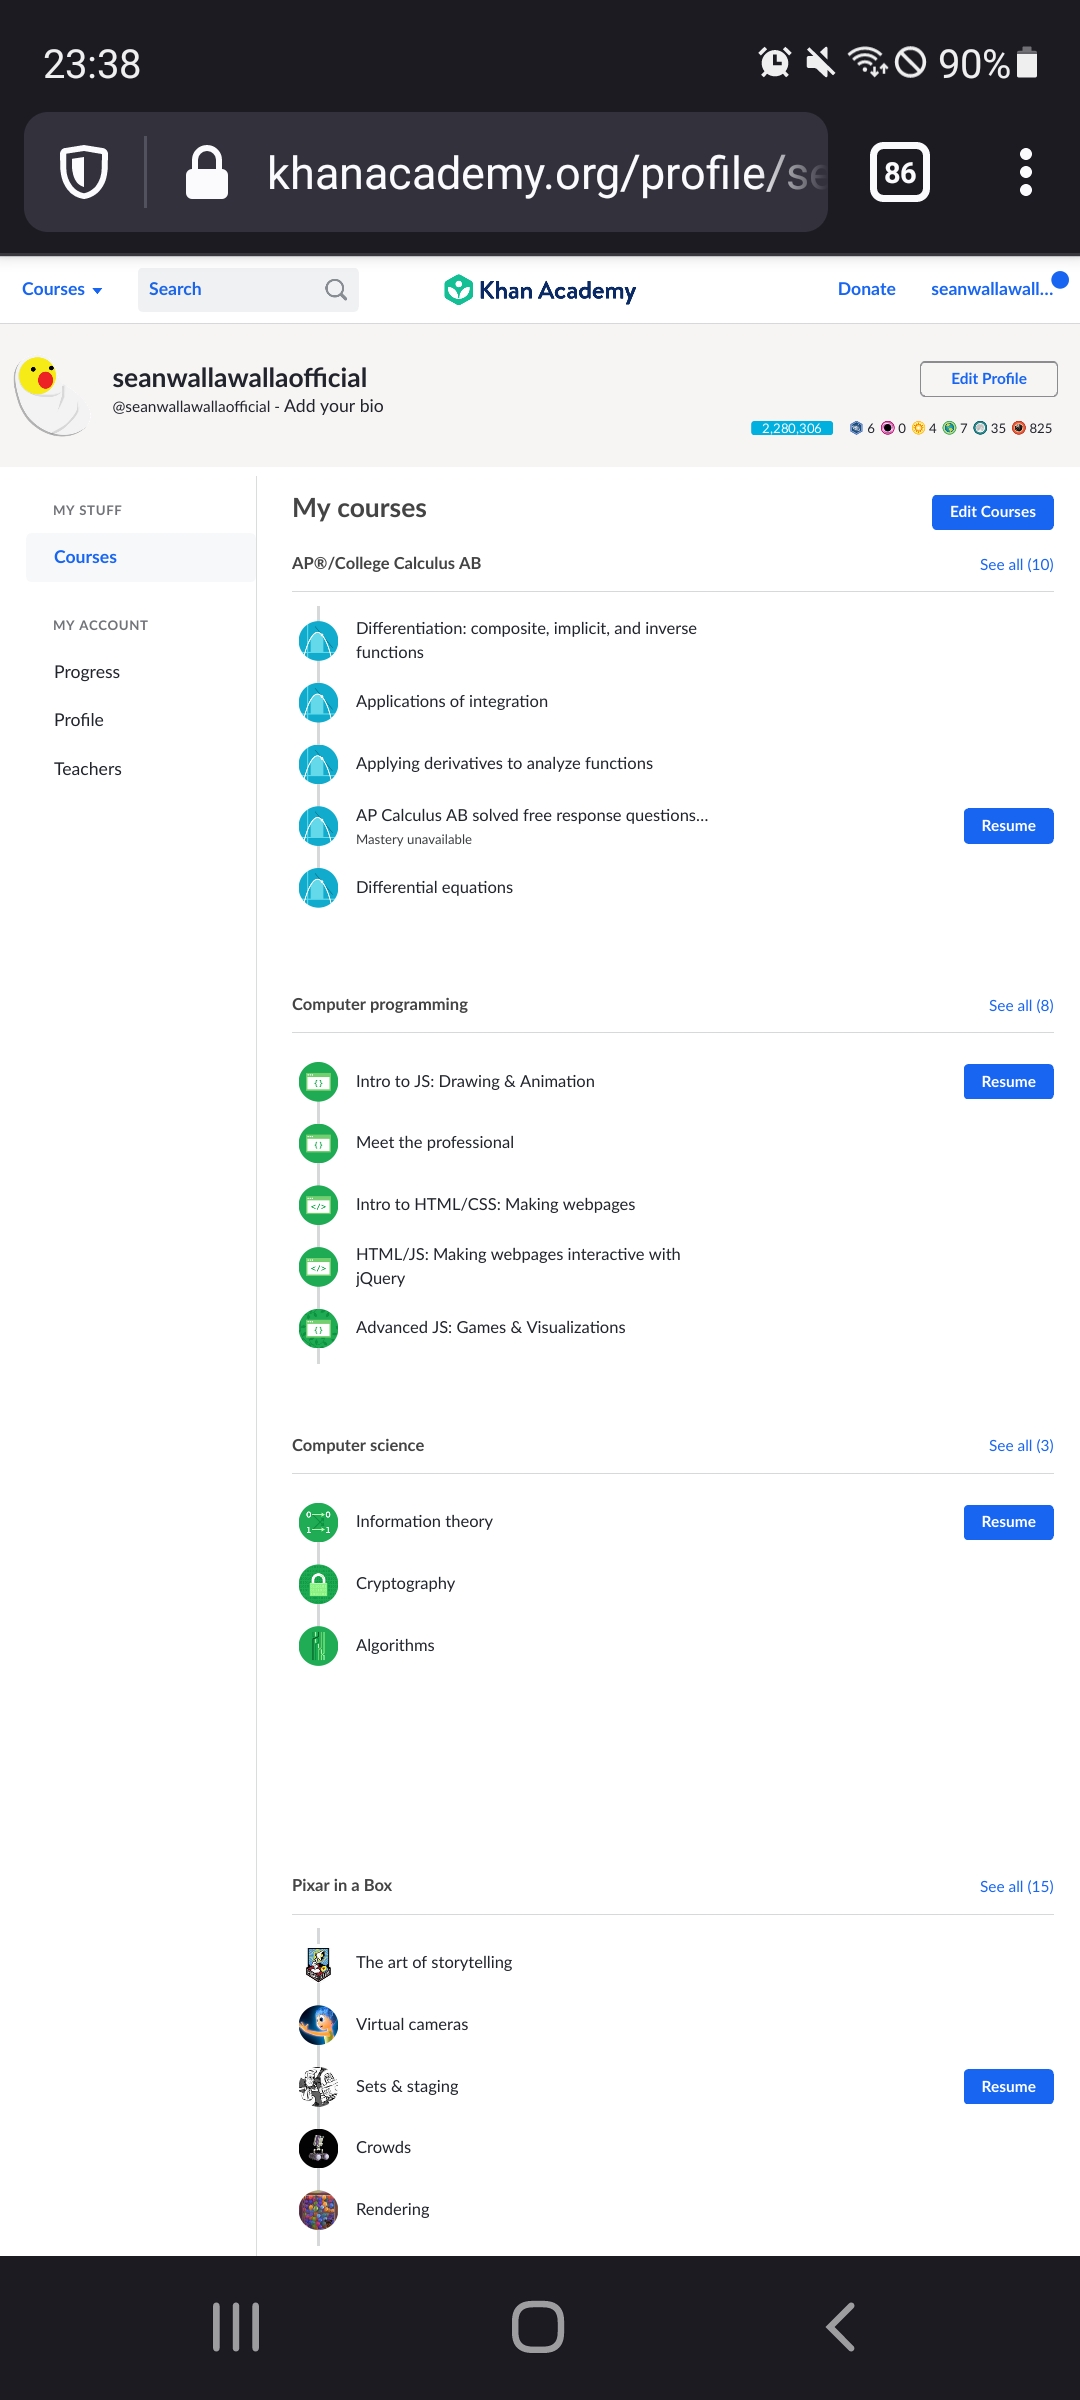 23:38
90%
khanacademy.org/profile/se
86
Courses
Search
Khan Academy
Donate
seanwallawall...
seanwallawallaofficial
@seanwallawallaofficial - Add your bio
Edit Profile
2,280,306
6 0 4 7 35 825
MY STUFF
Courses
MY ACCOUNT
Progress
Profile
Teachers
My courses
Edit Courses
AP®/College Calculus AB
See all (10)
Differentiation: composite, implicit, and inverse
functions
Applications of integration
Applying derivatives to analyze functions
AP Calculus AB solved free response questions...
Mastery unavailable
Resume
Differential equations
Computer programming
See all (8)
Intro to JS: Drawing & Animation
Resume
Meet the professional
Intro to HTML/CSS: Making webpages
HTML/JS: Making webpages interactive with
jQuery
Advanced JS: Games & Visualizations
Computer science
See all (3)
Information theory
Resume
Cryptography
Algorithms
Pixar in a Box
See all (15)
The art of storytelling
Virtual cameras
Sets & staging
Resume
Crowds
Rendering